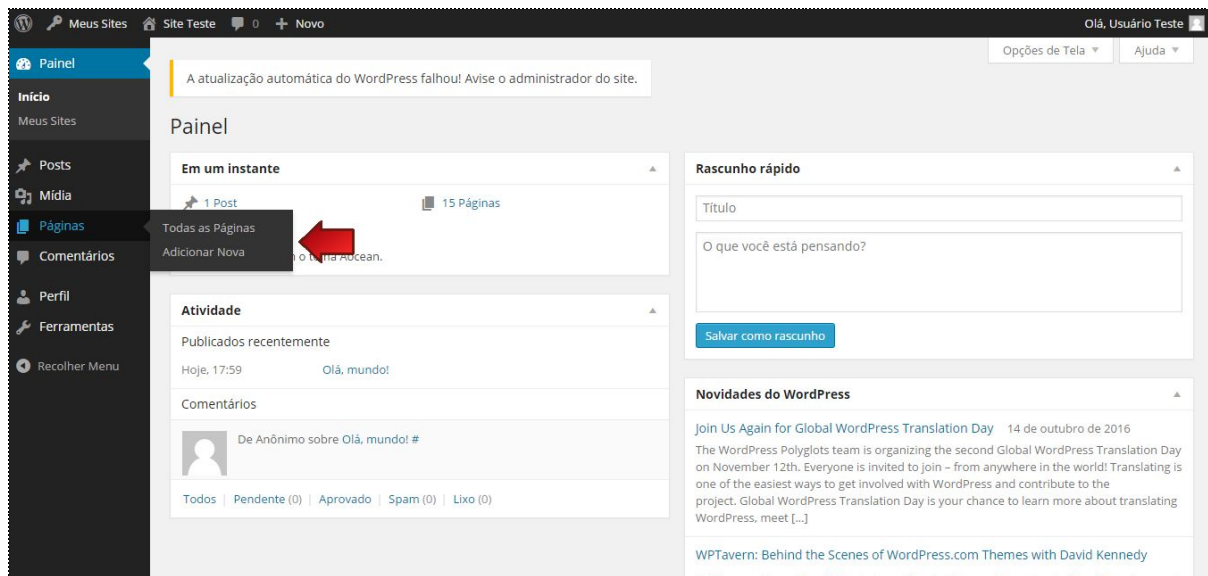 Meus Sites Site Teste 0 + Novo Olá, Usuário Teste
Opções de Tela Ajuda
Painel
Início
Meus Sites
Posts
Mídia
Páginas
Todas as Páginas
Adicionar Nova
Comentários
Perfil
Ferramentas
Recolher Menu
A atualização automática do WordPress falhou! Avise o administrador do site.
Painel
Em um instante
1 Post 15 Páginas
o tema Aocean.
Atividade
Publicados recentemente
Hoje, 17:59 Olá, mundo!
Comentários
De Anônimo sobre Olá, mundo! #
Todos | Pendente (0) | Aprovado | Spam (0) | Lixo (0)
Rascunho rápido
Título
O que você está pensando?
Salvar como rascunho
Novidades do WordPress
Join Us Again for Global WordPress Translation Day 14 de outubro de 2016
The WordPress Polyglots team is organizing the second Global WordPress Translation Day
on November 12th. Everyone is invited to join – from anywhere in the world! Translating is
one of the easiest ways to get involved with WordPress and contribute to the
project. Global WordPress Translation Day is your chance to learn more about translating
WordPress, meet [...]
WPTavern: Behind the Scenes of WordPress.com Themes with David Kennedy